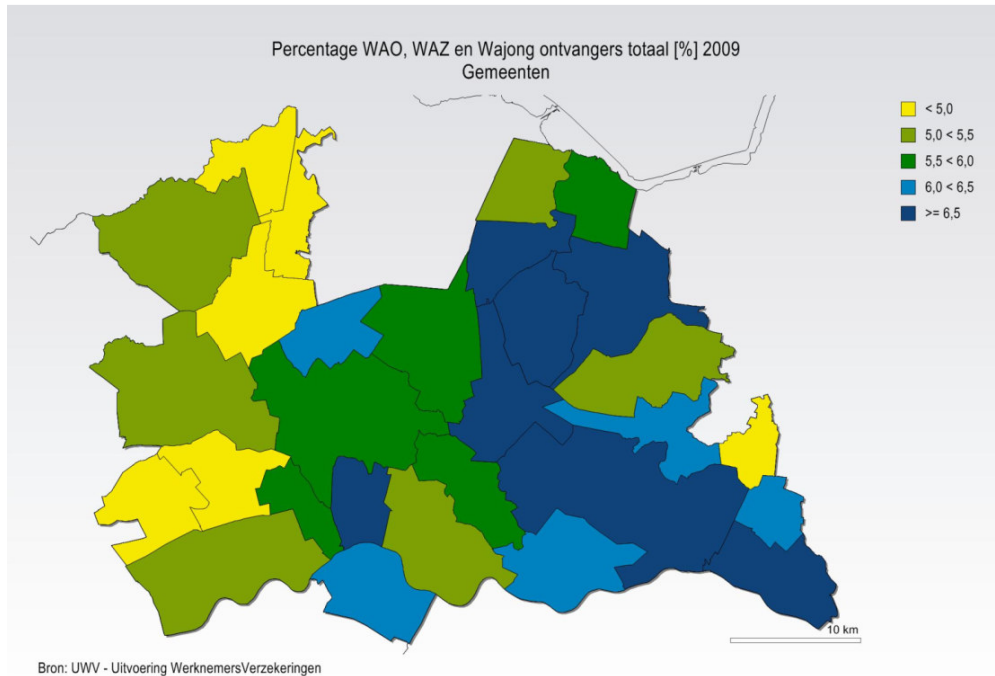 Percentage WAO, WAZ en Wajong ontvangers totaal [%] 2009
Gemeenten
< 5,0
5,0 < 5,5
5,5 < 6,0
6,0 < 6,5
>= 6,5
10 km
Bron: UWV - Uitvoering WerknemersVerzekeringen